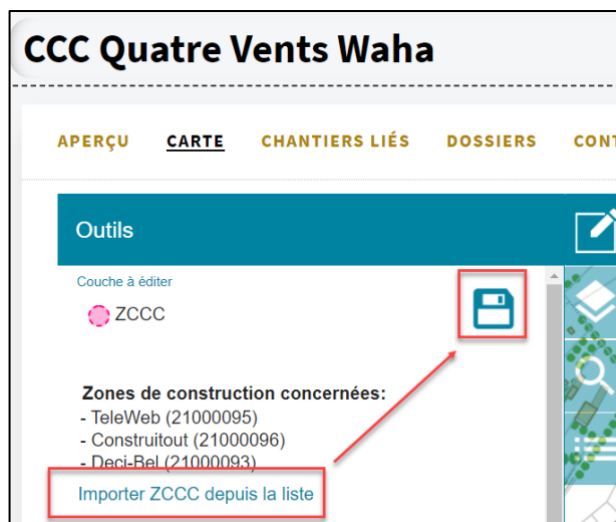 CCC Quatre Vents Waha
APERÇU CARTE CHANTIERS LIÉS DOSSIERS CONT
Outils
Couche à éditer
ZCCC
Zones de construction concernées:
- TeleWeb (21000095)
- Construitout (21000096)
- Deci-Bel (21000093)
Importer ZCCC depuis la liste